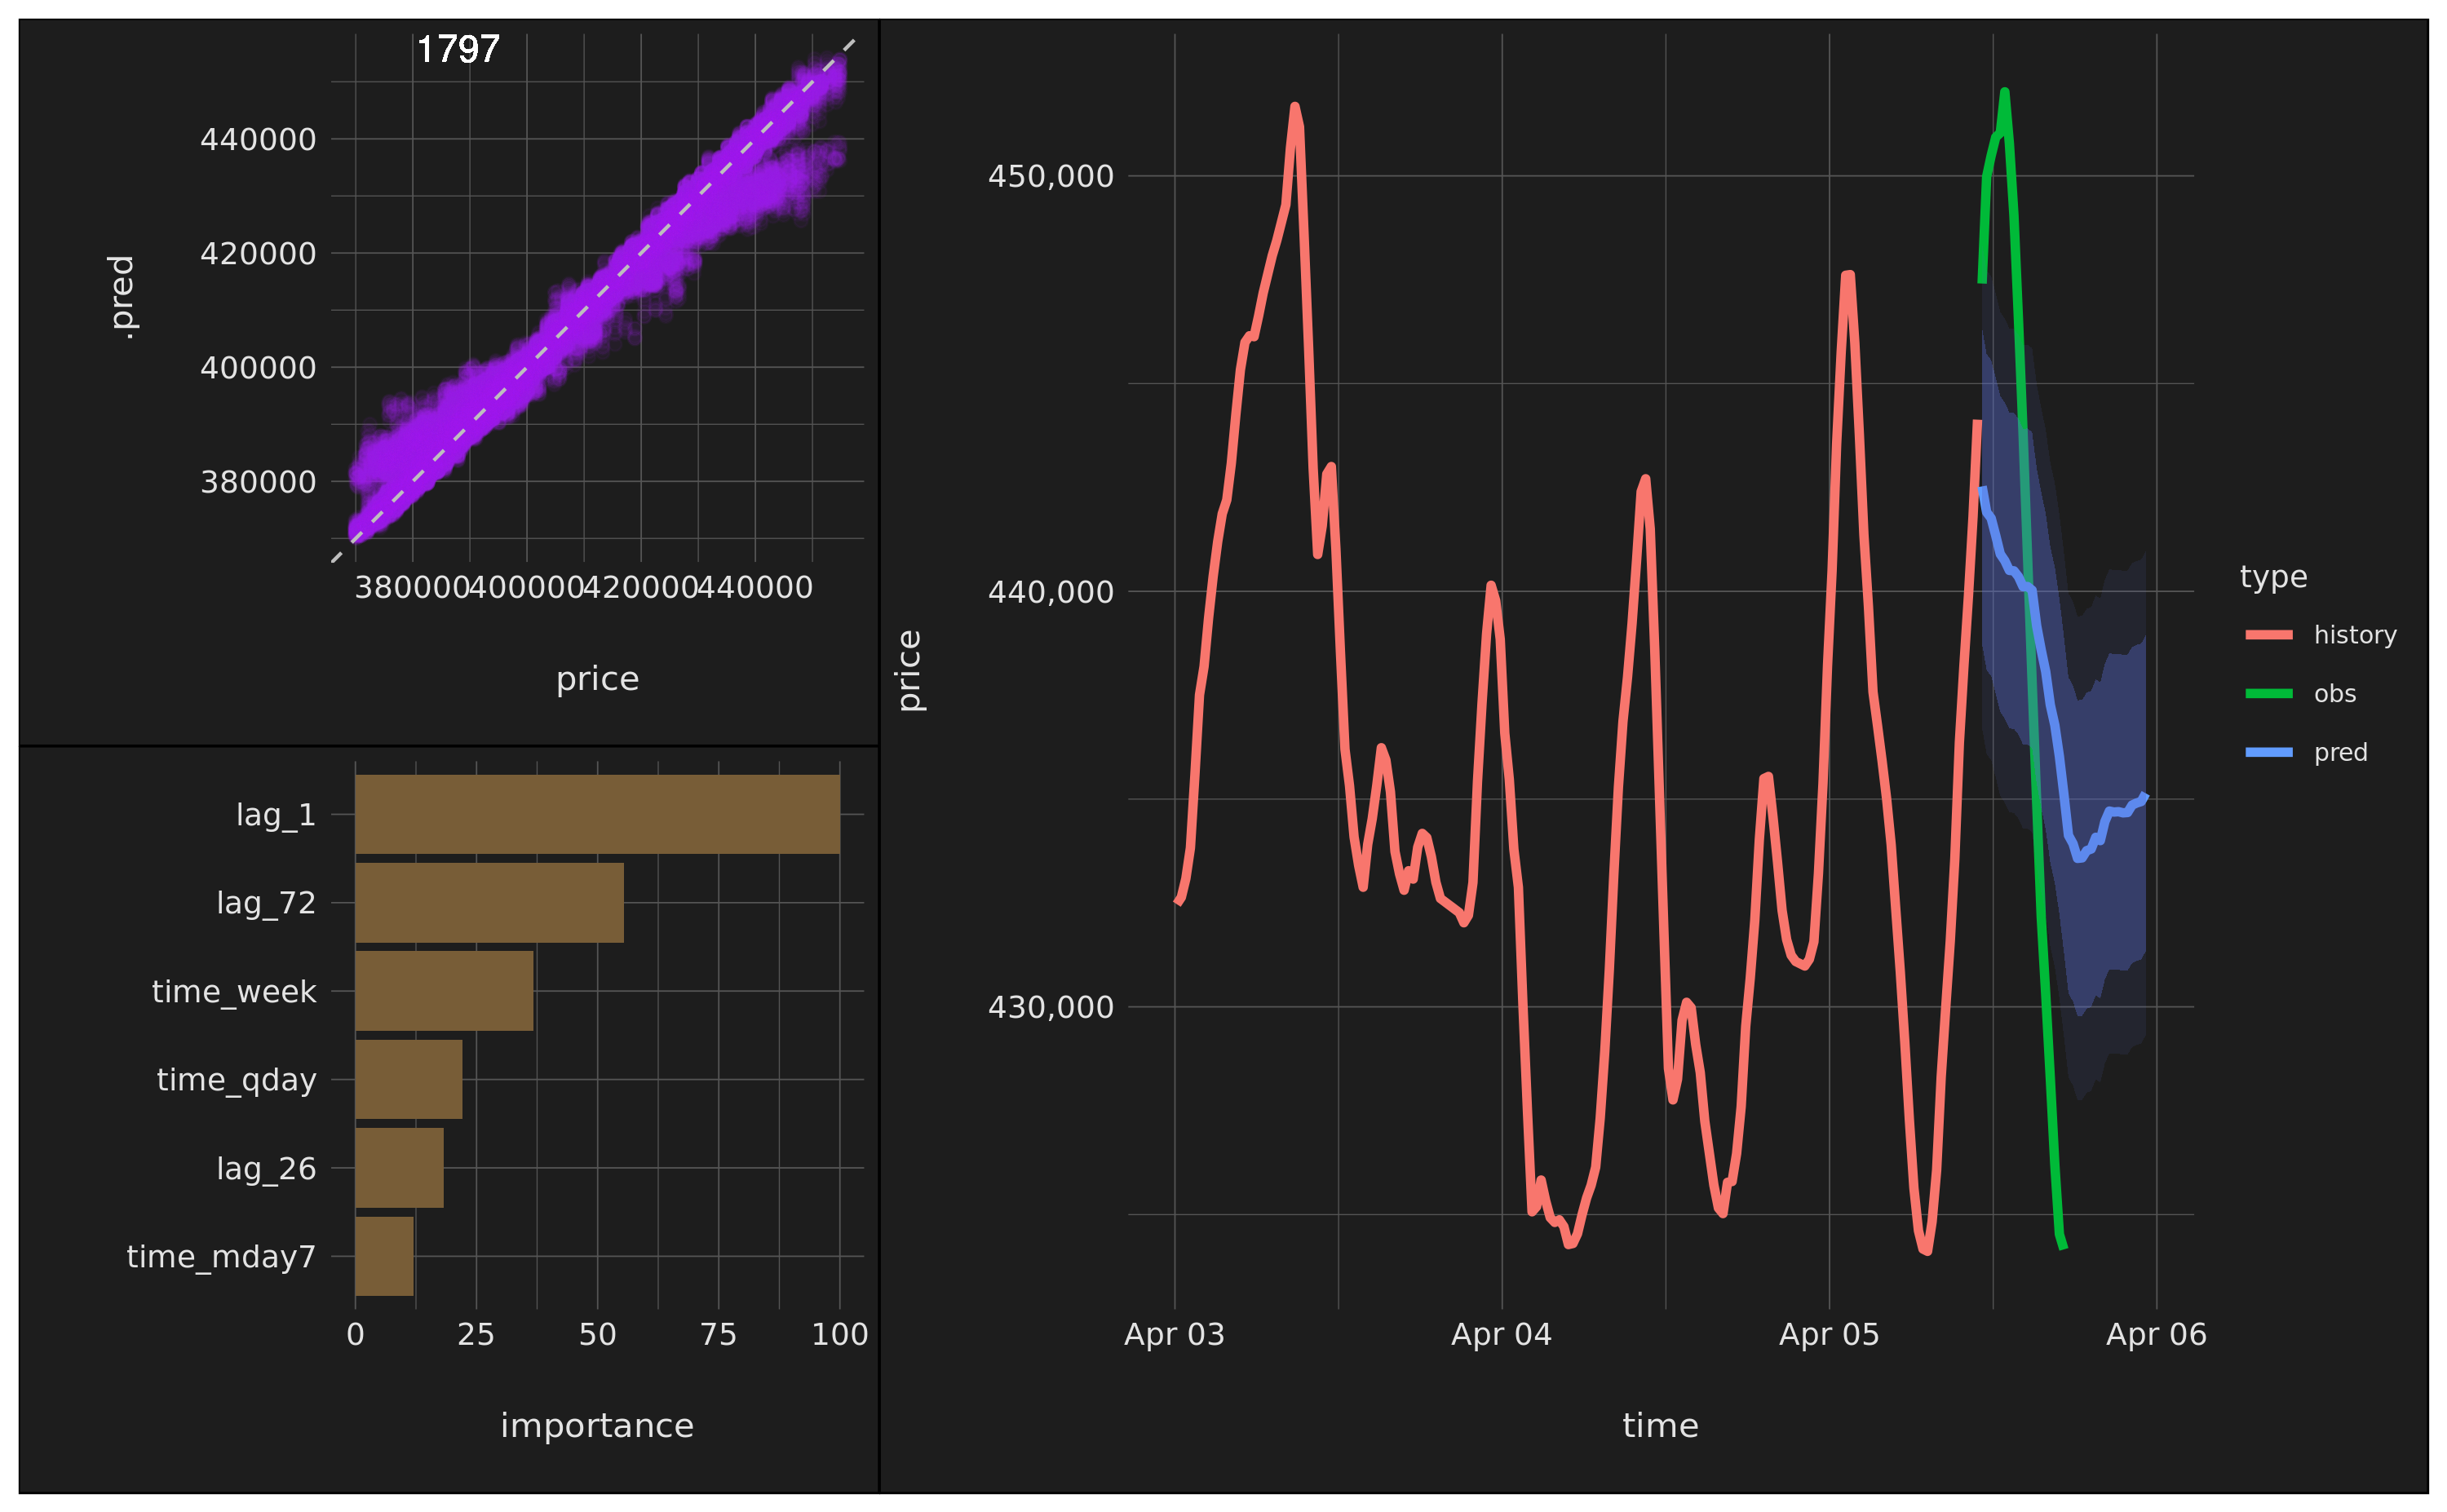 1797
.pred
440000
420000
400000
380000
380000 400000 420000 440000
price
lag_1
lag_72
time_week
time_qday
lag_26
time_mday7
0 25 50 75 100
importance
price
450,000
440,000
430,000
Apr 03 Apr 04 Apr 05 Apr 06
time
type
history
obs
pred